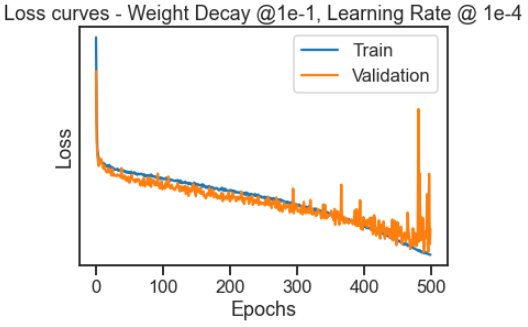 Loss curves - Weight Decay @1e-1, Learning Rate @ 1e-4
Train
Validation
Loss
0 100 200 300 400 500
Epochs